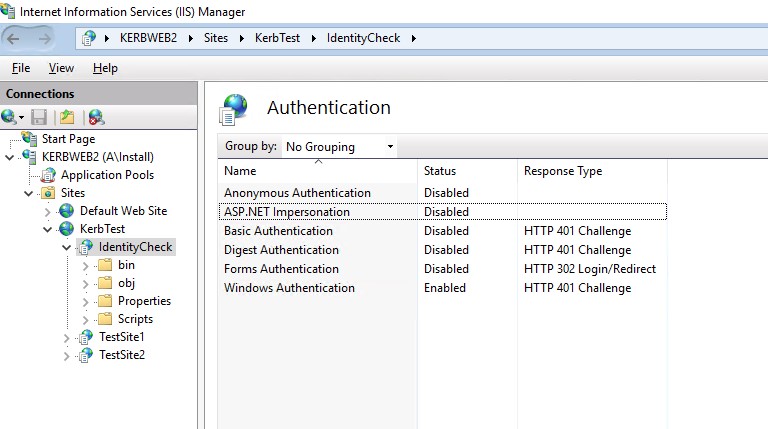 Internet Information Services (IIS) Manager
KERBWEB2 Sites KerbTest IdentityCheck
File View Help
Connections
Start Page
KERBWEB2 (A\Install)
Application Pools
Sites
Default Web Site
KerbTest
IdentityCheck
bin
obj
Properties
Scripts
TestSite1
TestSite2
Authentication
Group by: No Grouping
Name Status Response Type
Anonymous Authentication Disabled
ASP.NET Impersonation Disabled
Basic Authentication Disabled HTTP 401 Challenge
Digest Authentication Disabled HTTP 401 Challenge
Forms Authentication Disabled HTTP 302 Login/Redirect
Windows Authentication Enabled HTTP 401 Challenge